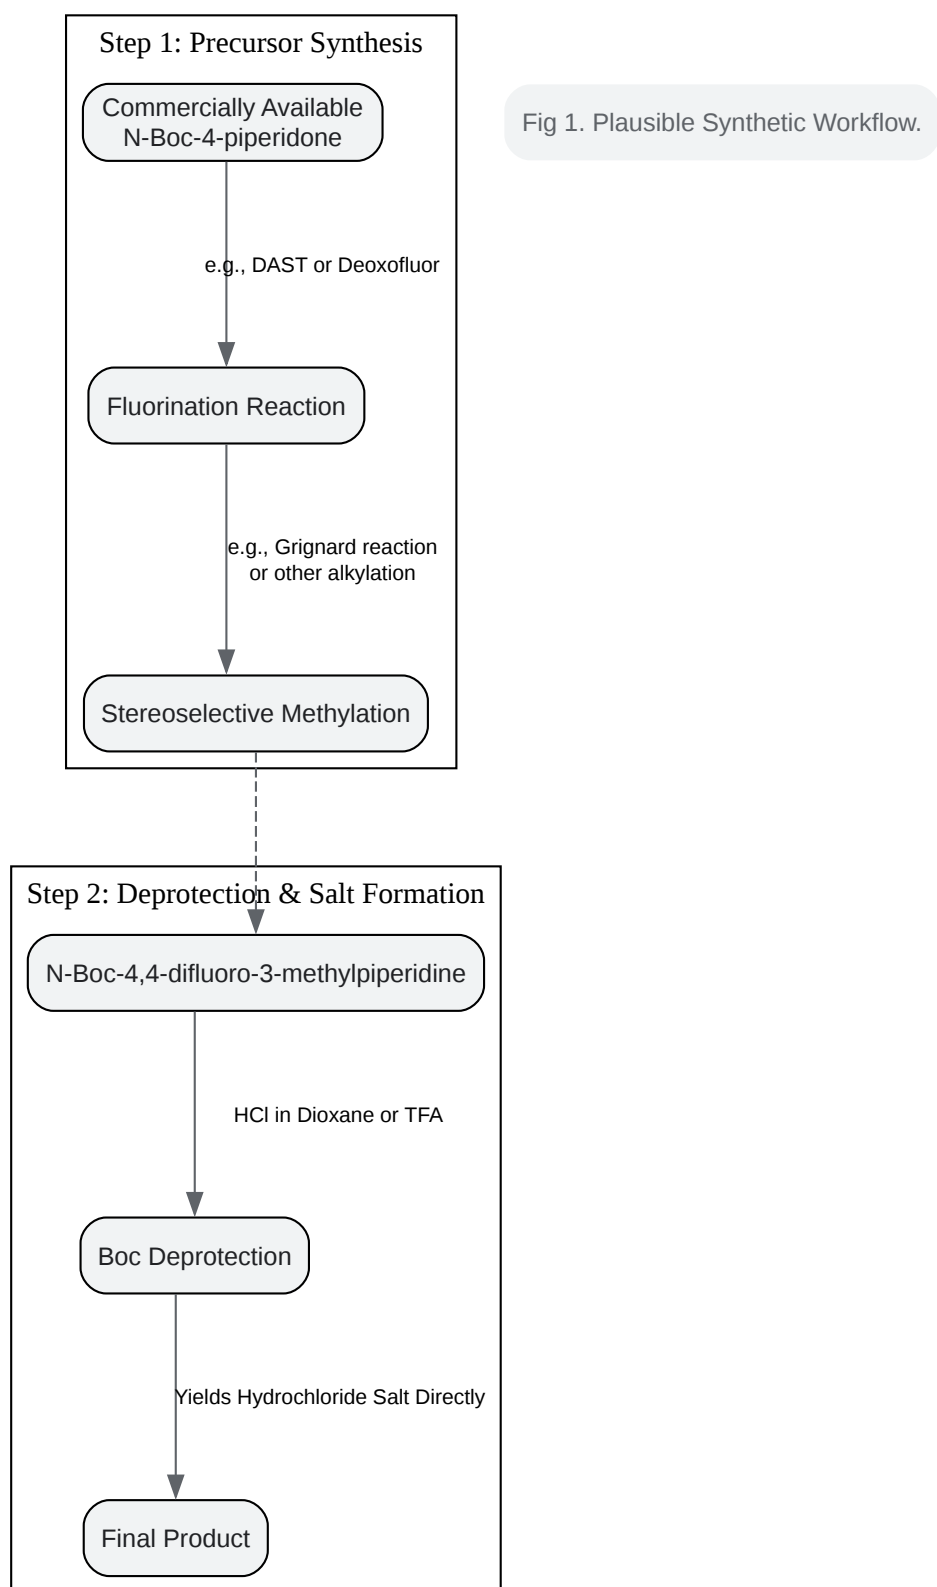 Step 1: Precursor Synthesis
Commercially Available
N-Boc-4-piperidone
Fig 1. Plausible Synthetic Workflow.
e.g., DAST or Deoxofluor
Fluorination Reaction
e.g., Grignard reaction
or other alkylation
Stereoselective Methylation
Step 2: Deprotection & Salt Formation
N-Boc-4,4-difluoro-3-methylpiperidine
HCl in Dioxane or TFA
Boc Deprotection
Yields Hydrochloride Salt Directly
Final Product